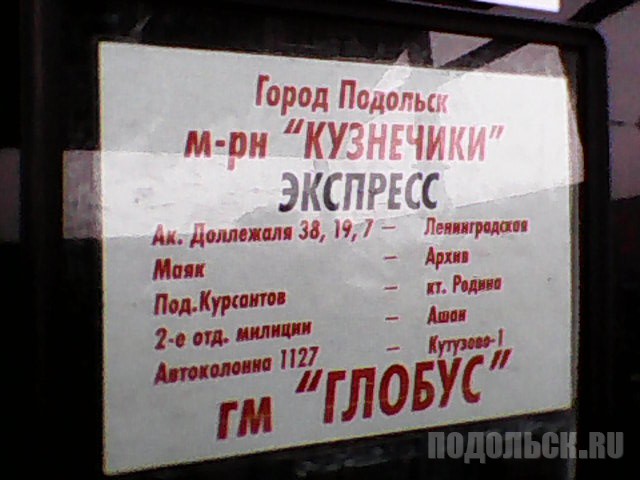 Город Подольск
м-рн "КУЗНЕЧИКИ"
ЭКСПРЕСС
Ак. Доллежаля 38, 19, 7 – Ленинградская
Маяк – Архив
Под.Курсантов – кт. Родина
2-е отд. милиции – Ашан
Автоколонна 1127 – Кутузово-1
гм "ГЛОБУС"
ПОДОЛЬСК.RU